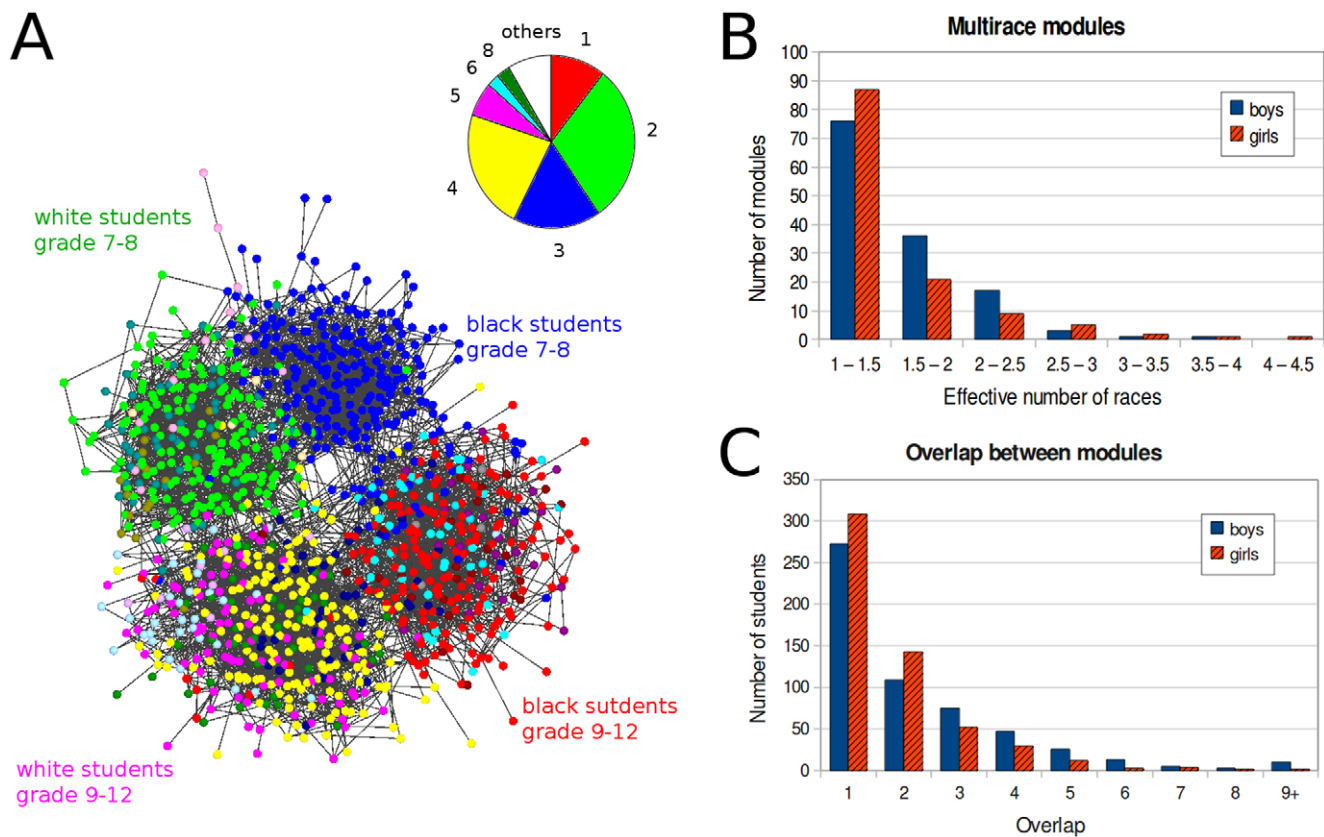 A
others
1
8
6
5
2
4
3
white students
grade 7-8
black students
grade 7-8
black sutdents
grade 9-12
white students
grade 9-12
B
Multirace modules
100
90
80
70
60
50
40
30
20
10
0
Number of modules
boys
girls
1 – 1.5
1.5 – 2
2 – 2.5
2.5 – 3
3 – 3.5
3.5 – 4
4 – 4.5
Effective number of races
C
Overlap between modules
350
300
250
200
150
100
50
0
Number of students
boys
girls
1
2
3
4
5
6
7
8
9+
Overlap